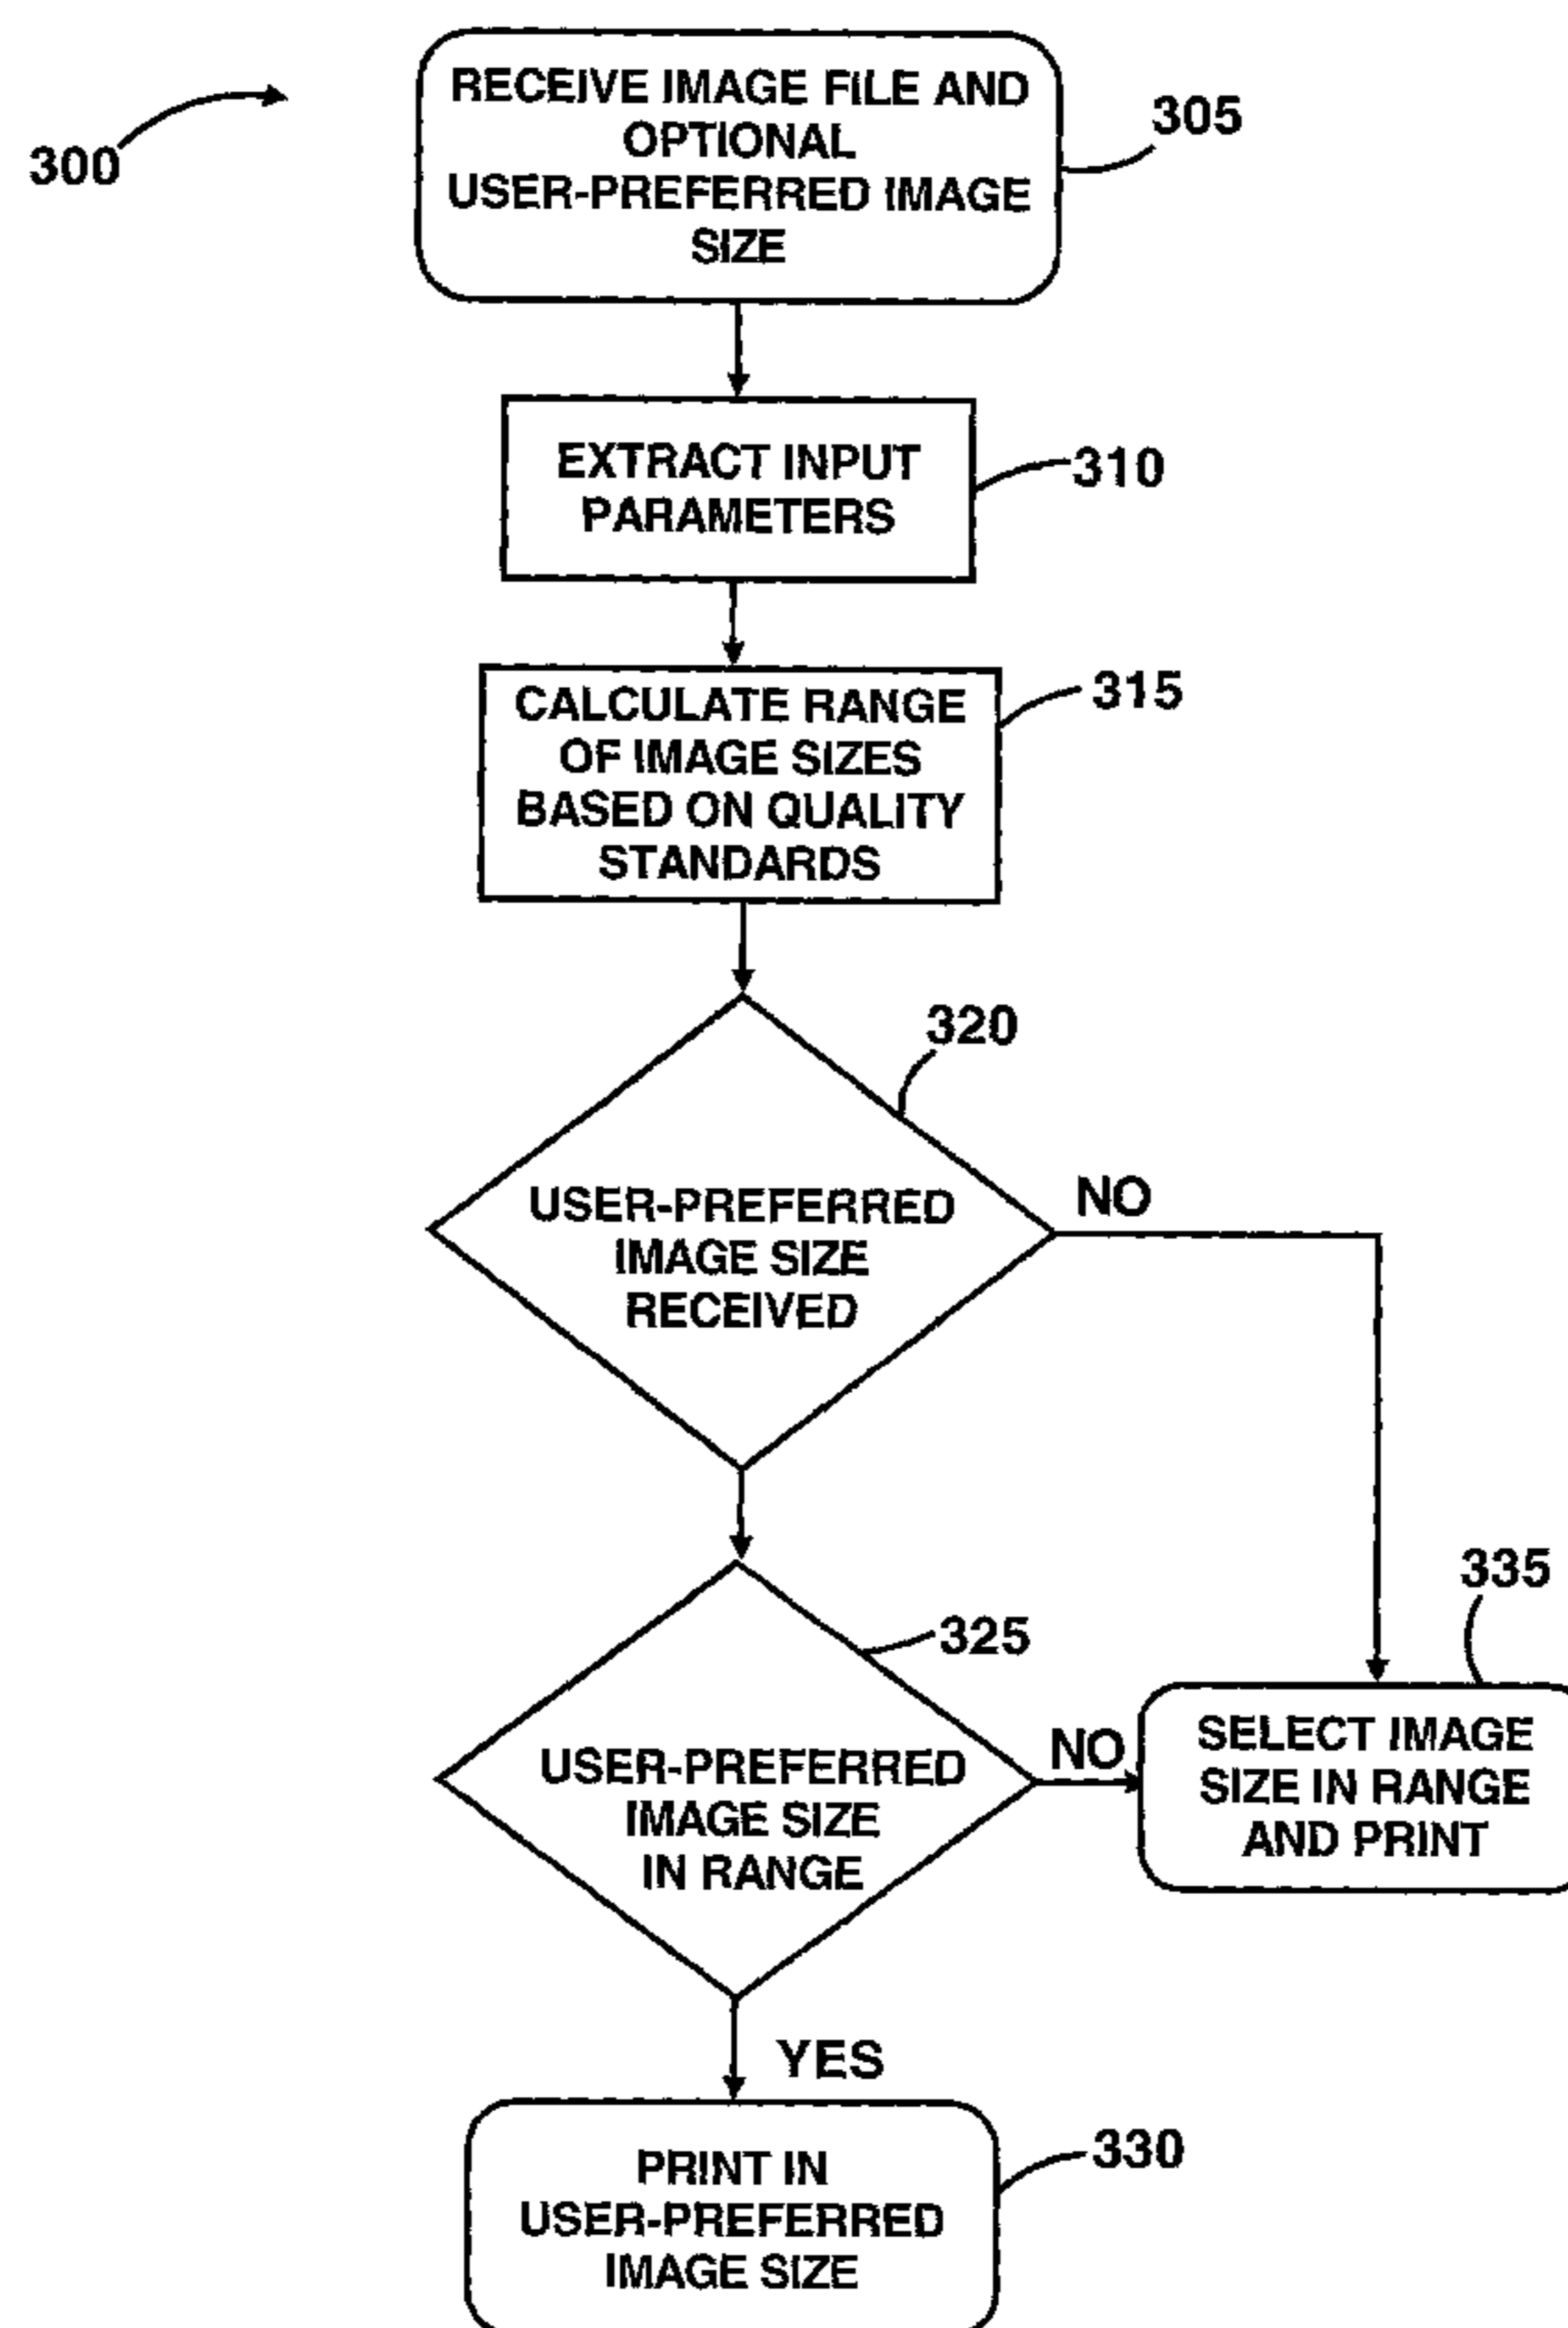 300
RECEIVE IMAGE FILE AND
OPTIONAL
USER-PREFERRED IMAGE
SIZE
305
EXTRACT INPUT
PARAMETERS
310
CALCULATE RANGE
OF IMAGE SIZES
BASED ON QUALITY
STANDARDS
315
320
USER-PREFERRED
IMAGE SIZE
RECEIVED
NO
325
USER-PREFERRED
IMAGE SIZE
IN RANGE
NO
335
SELECT IMAGE
SIZE IN RANGE
AND PRINT
YES
PRINT IN
USER-PREFERRED
IMAGE SIZE
330